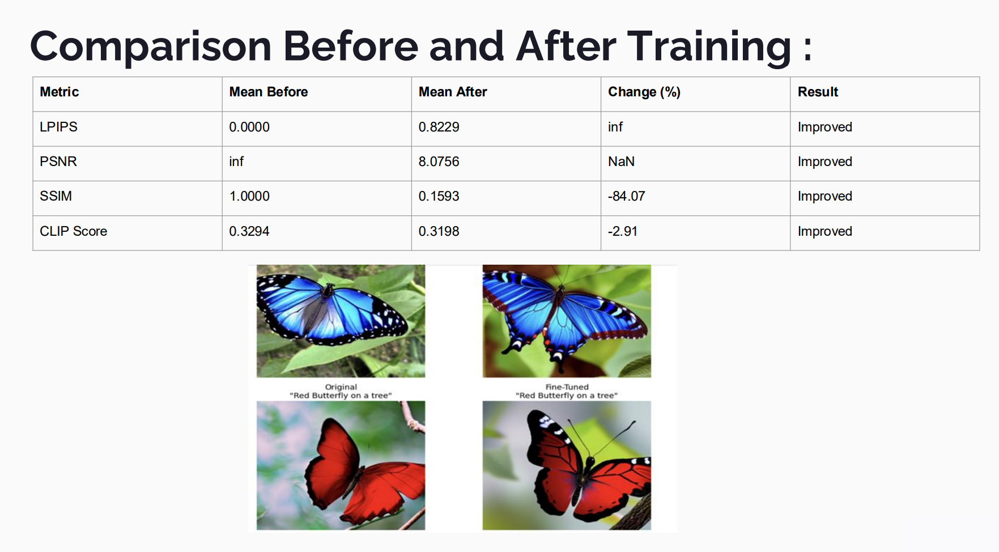 Comparison Before and After Training :
Metric Mean Before Mean After Change (%) Result
LPIPS 0.0000 0.8229 inf Improved
PSNR inf 8.0756 NaN Improved
SSIM 1.0000 0.1593 -84.07 Improved
CLIP Score 0.3294 0.3198 -2.91 Improved
Original Fine-Tuned
"Red Butterfly on a tree" "Red Butterfly on a tree"